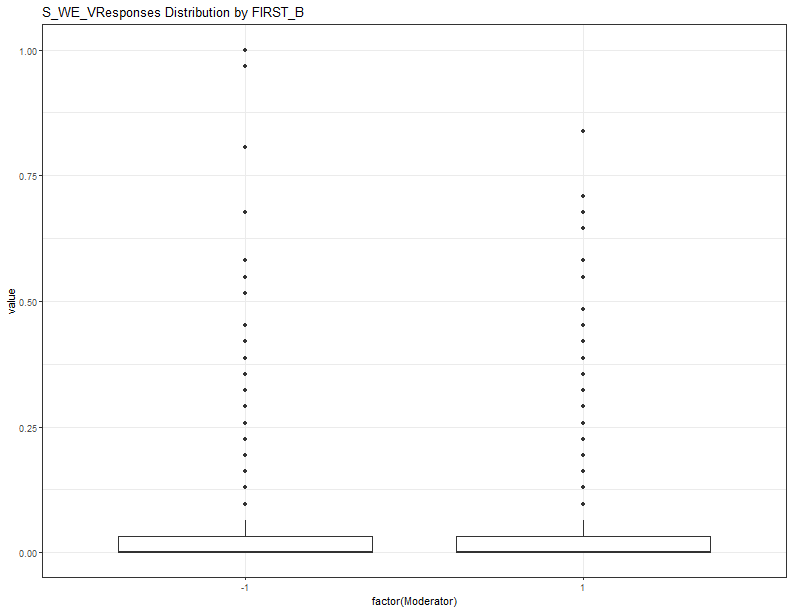 S_WE_VResponses Distribution by FIRST_B
1.00
0.75
0.50
0.25
0.00
value
-1 1
factor(Moderator)